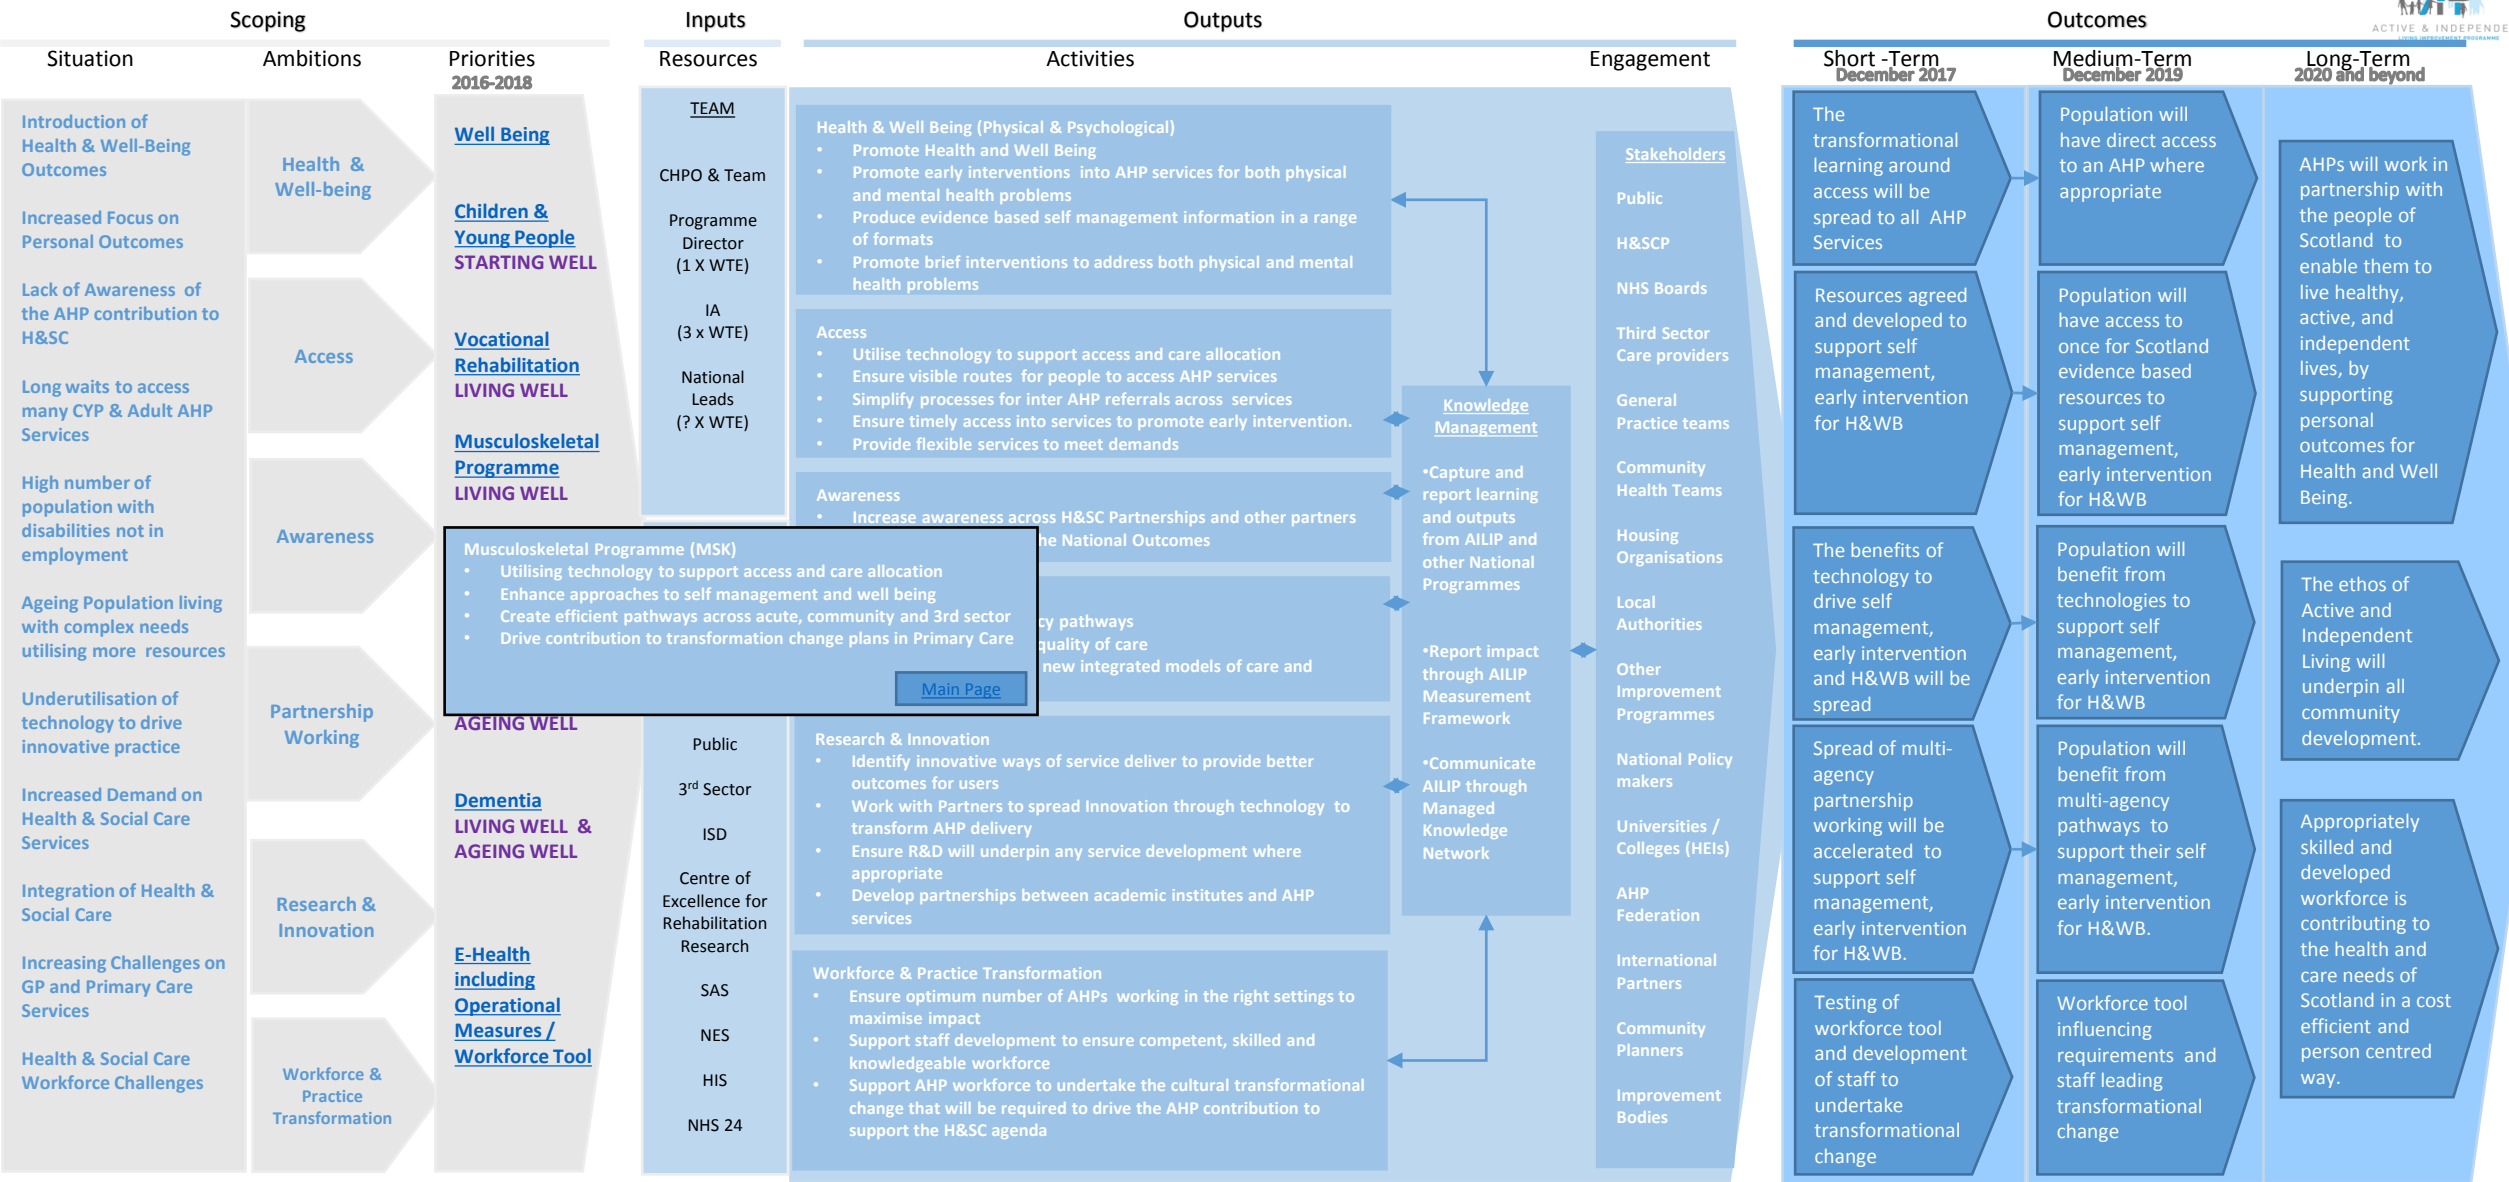 Scoping
Inputs
Outputs
Outcomes
ACTIVE & INDEPENDE
LIVING IMPROVEMENT PROGRAMME
Situation
Ambitions
Priorities
2016-2018
Resources
Activities
Engagement
Short -Term
December 2017
Medium-Term
December 2019
Long-Term
2020 and beyond
Introduction of
Health & Well-Being
Outcomes
Increased Focus on
Personal Outcomes
Lack of Awareness of
the AHP contribution to
H&SC
Long waits to access
many CYP & Adult AHP
Services
High number of
population with
disabilities not in
employment
Ageing Population living
with complex needs
utilising more resources
Underutilisation of
technology to drive
innovative practice
Increased Demand on
Health & Social Care
Services
Integration of Health &
Social Care
Increasing Challenges on
GP and Primary Care
Services
Health & Social Care
Workforce Challenges
Health &
Well-being
Access
Awareness
Partnership
Working
Research &
Innovation
Workforce &
Practice
Transformation
Well Being
Children &
Young People
STARTING WELL
Vocational
Rehabilitation
LIVING WELL
Musculoskeletal
Programme
LIVING WELL
AGEING WELL
Dementia
LIVING WELL &
AGEING WELL
E-Health
including
Operational
Measures /
Workforce Tool
TEAM
CHPO & Team
Programme
Director
(1 X WTE)
IA
(3 x WTE)
National
Leads
(? X WTE)
Public
3rd Sector
ISD
Centre of
Excellence for
Rehabilitation
Research
SAS
NES
HIS
NHS 24
Musculoskeletal Programme (MSK)
• Utilising technology to support access and care allocation
• Enhance approaches to self management and well being
• Create efficient pathways across acute, community and 3rd sector
• Drive contribution to transformation change plans in Primary Care
Main Page
Health & Well Being (Physical & Psychological)
• Promote Health and Well Being
• Promote early interventions into AHP services for both physical
and mental health problems
• Produce evidence based self management information in a range
of formats
• Promote brief interventions to address both physical and mental
health problems
Access
• Utilise technology to support access and care allocation
• Ensure visible routes for people to access AHP services
• Simplify processes for inter AHP referrals across services
• Ensure timely access into services to promote early intervention.
• Provide flexible services to meet demands
Awareness
• Increase awareness across H&SC Partnerships and other partners
he National Outcomes
cy pathways
quality of care
new integrated models of care and
Research & Innovation
• Identify innovative ways of service deliver to provide better
outcomes for users
• Work with Partners to spread Innovation through technology to
transform AHP delivery
• Ensure R&D will underpin any service development where
appropriate
• Develop partnerships between academic institutes and AHP
services
Workforce & Practice Transformation
• Ensure optimum number of AHPs working in the right settings to
maximise impact
• Support staff development to ensure competent, skilled and
knowledgeable workforce
• Support AHP workforce to undertake the cultural transformational
change that will be required to drive the AHP contribution to
support the H&SC agenda
Knowledge
Management
•Capture and
report learning
and outputs
from AILIP and
other National
Programmes
•Report impact
through AILIP
Measurement
Framework
•Communicate
AILIP through
Managed
Knowledge
Network
Stakeholders
Public
H&SCP
NHS Boards
Third Sector
Care providers
General
Practice teams
Community
Health Teams
Housing
Organisations
Local
Authorities
Other
Improvement
Programmes
National Policy
makers
Universities /
Colleges (HEIs)
AHP
Federation
International
Partners
Community
Planners
Improvement
Bodies
The
transformational
learning around
access will be
spread to all AHP
Services
Resources agreed
and developed to
support self
management,
early intervention
for H&WB
The benefits of
technology to
drive self
management,
early intervention
and H&WB will be
spread
Spread of multi-
agency
partnership
working will be
accelerated to
support self
management,
early intervention
for H&WB.
Testing of
workforce tool
and development
of staff to
undertake
transformational
change
Population will
have direct access
to an AHP where
appropriate
Population will
have access to
once for Scotland
evidence based
resources to
support self
management,
early intervention
for H&WB
Population will
benefit from
technologies to
support self
management,
early intervention
for H&WB
Population will
benefit from
multi-agency
pathways to
support their self
management,
early intervention
for H&WB.
Workforce tool
influencing
requirements and
staff leading
transformational
change
AHPs will work in
partnership with
the people of
Scotland to
enable them to
live healthy,
active, and
independent
lives, by
supporting
personal
outcomes for
Health and Well
Being.
The ethos of
Active and
Independent
Living will
underpin all
community
development.
Appropriately
skilled and
developed
workforce is
contributing to
the health and
care needs of
Scotland in a cost
efficient and
person centred
way.